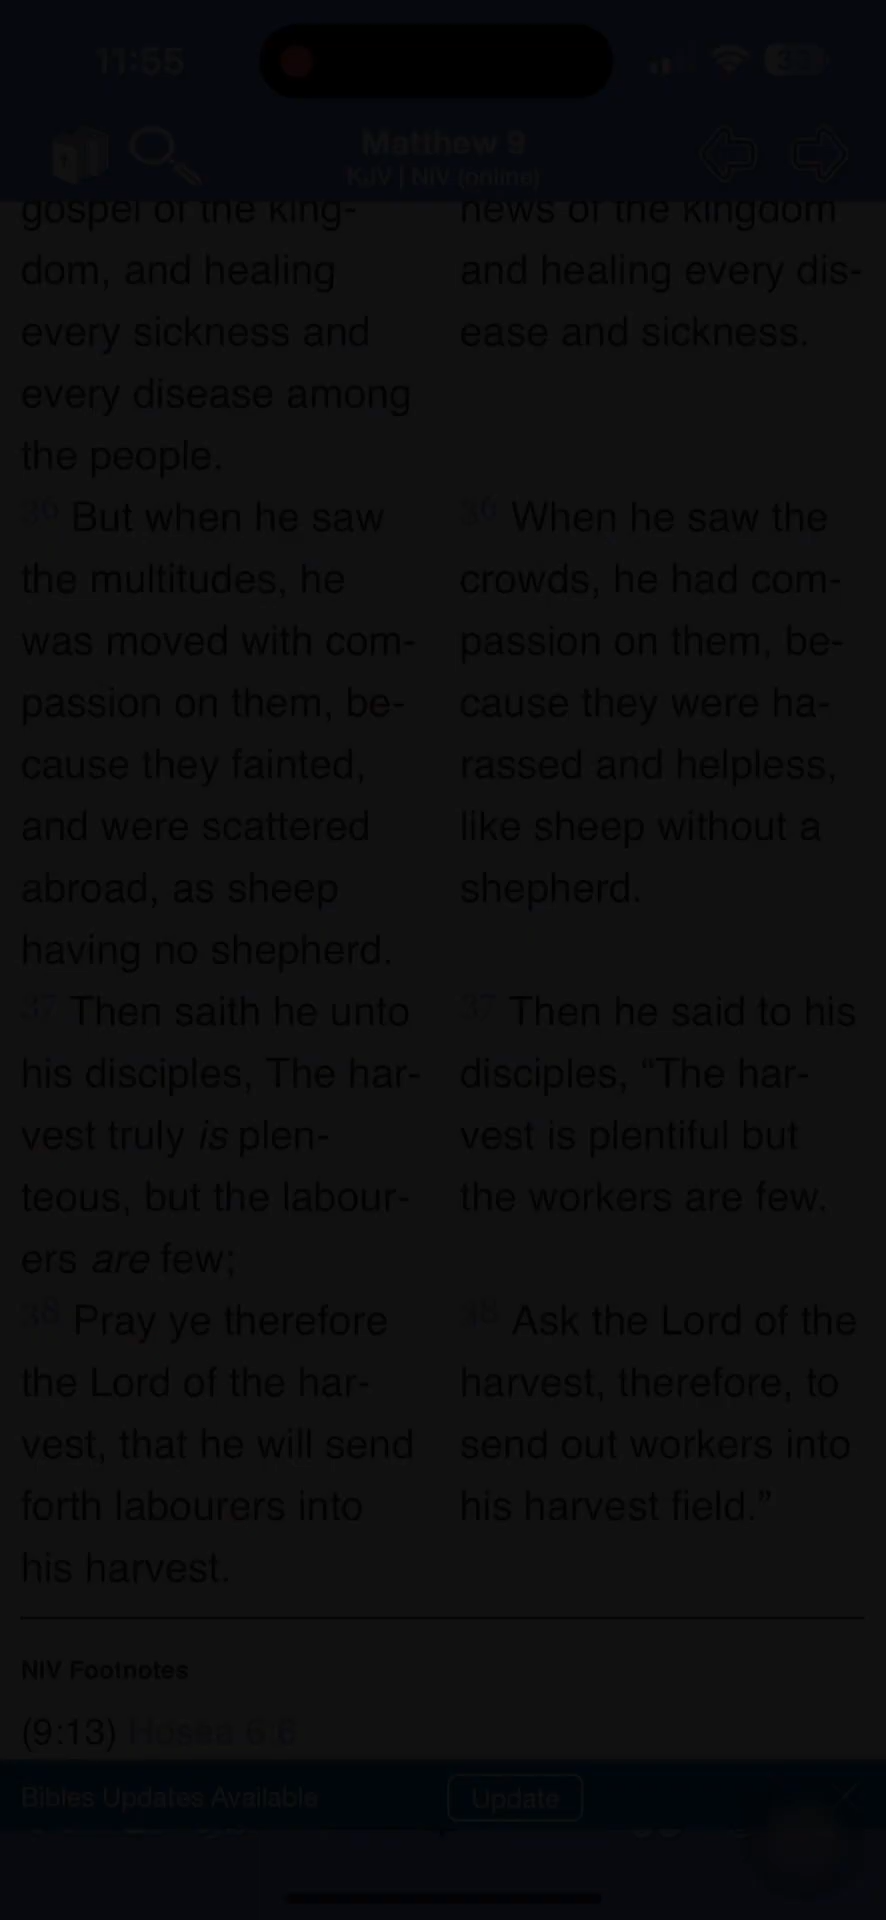 11:55
33
Matthew 9
KJV | NIV (online)
gospel of the king-
dom, and healing
every sickness and
every disease among
the people.
36 But when he saw
the multitudes, he
was moved with com-
passion on them, be-
cause they fainted,
and were scattered
abroad, as sheep
having no shepherd.
37 Then saith he unto
his disciples, The har-
vest truly is plen-
teous, but the labour-
ers are few;
38 Pray ye therefore
the Lord of the har-
vest, that he will send
forth labourers into
his harvest.
news of the kingdom
and healing every dis-
ease and sickness.
36 When he saw the
crowds, he had com-
passion on them, be-
cause they were ha-
rassed and helpless,
like sheep without a
shepherd.
37 Then he said to his
disciples, “The har-
vest is plentiful but
the workers are few.
38 Ask the Lord of the
harvest, therefore, to
send out workers into
his harvest field.”
NIV Footnotes
(9:13) Hosea 6:6
Bibles Updates Available
Update